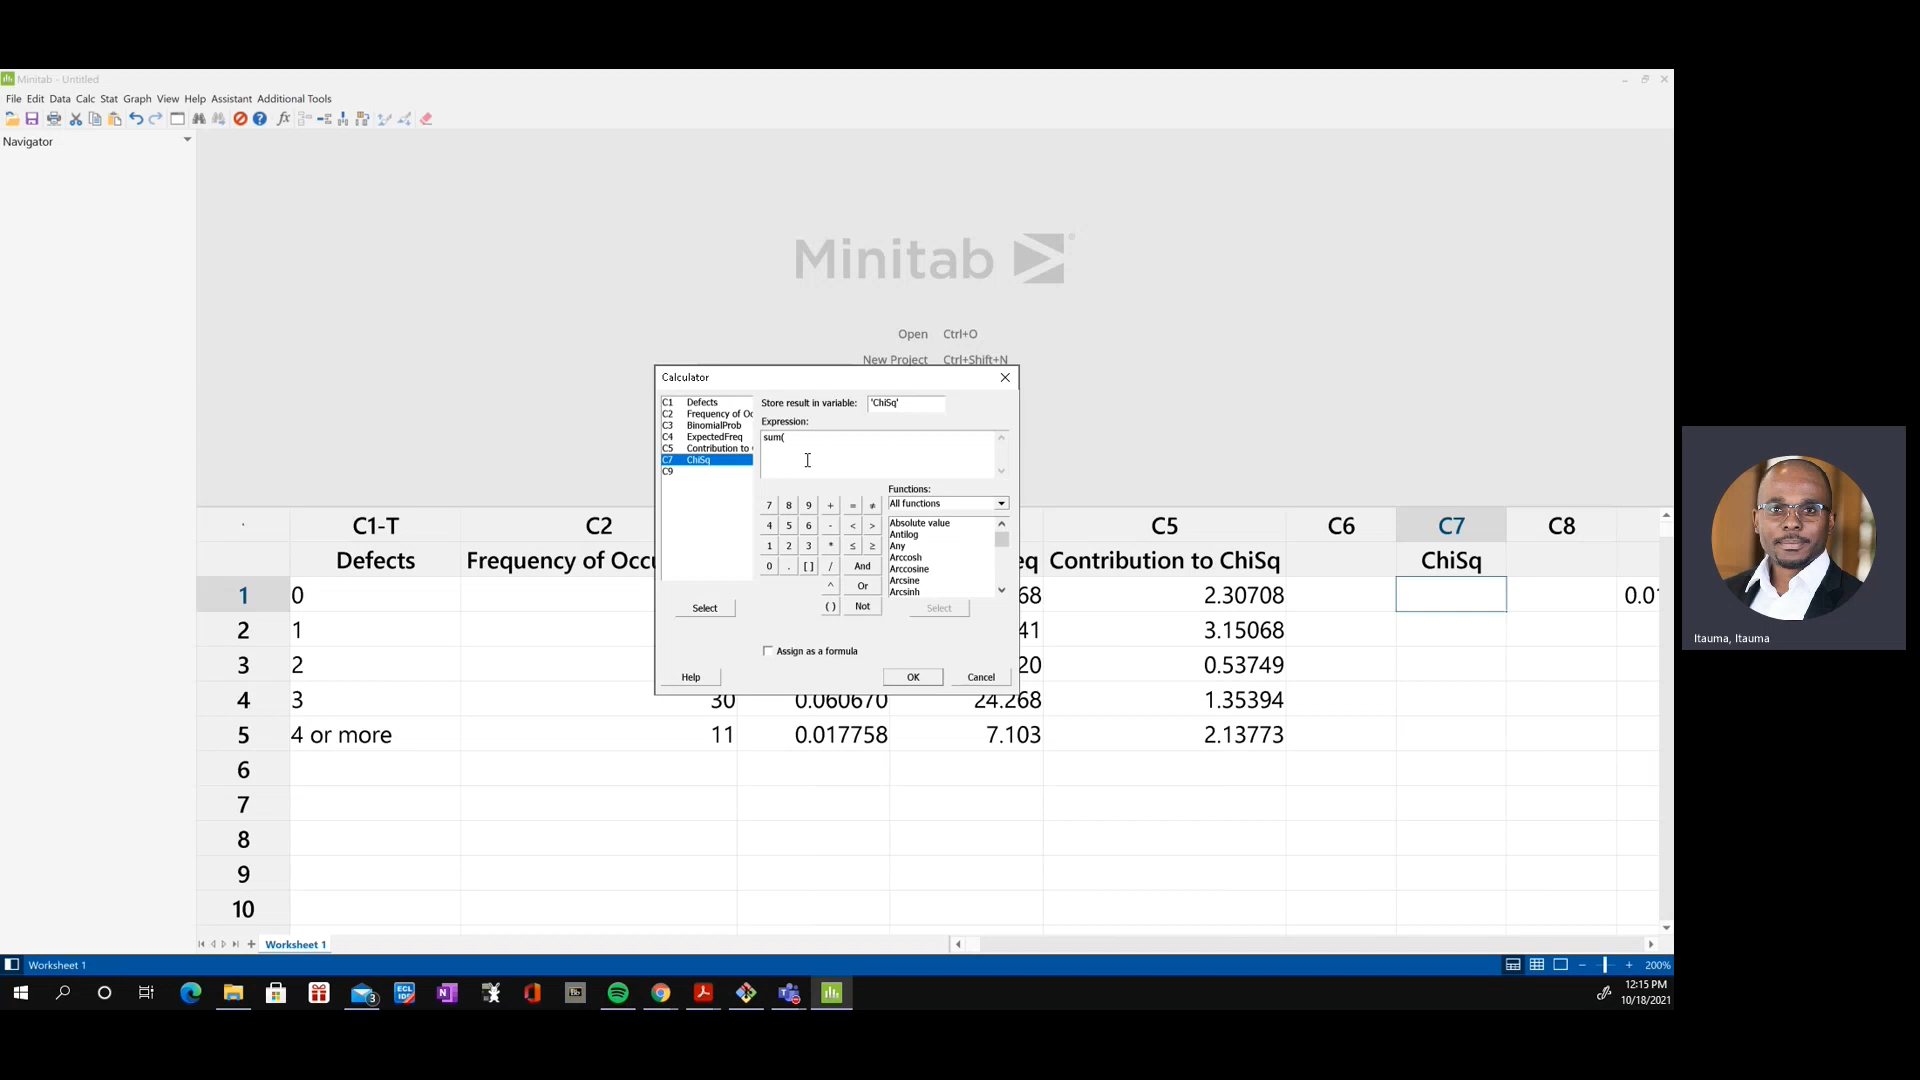 Minitab - Untitled
File Edit Data Calc Stat Graph View Help Assistant Additional Tools
Navigator
Minitab
Open Ctrl+O
New Project Ctrl+Shift+N
Calculator
C1 Defects
C2 Frequency of Oc
C3 BinomialProb
C4 ExpectedFreq
C5 Contribution to
C7 ChiSq
C9
Store result in variable: 'ChiSq'
Expression:
sum(
Functions:
All functions
7 8 9 + = ≠
4 5 6 - < >
1 2 3 * ≤ ≥
0 . [ ] / And
^ Or
( ) Not
Absolute value
Antilog
Any
Arccosh
Arccosine
Arcsine
Arcsinh
Select
Select
Assign as a formula
Help OK Cancel
C1-T C2 C5 C6 C7 C8
Defects Frequency of Occu eq Contribution to ChiSq ChiSq
1 0 68 2.30708 0.01
2 1 41 3.15068
3 2 20 0.53749
4 3 30 0.060670 24.268 1.35394
5 4 or more 11 0.017758 7.103 2.13773
6
7
8
9
10
Worksheet 1
Worksheet 1
200%
12:15 PM
10/18/2021
Itauma, Itauma